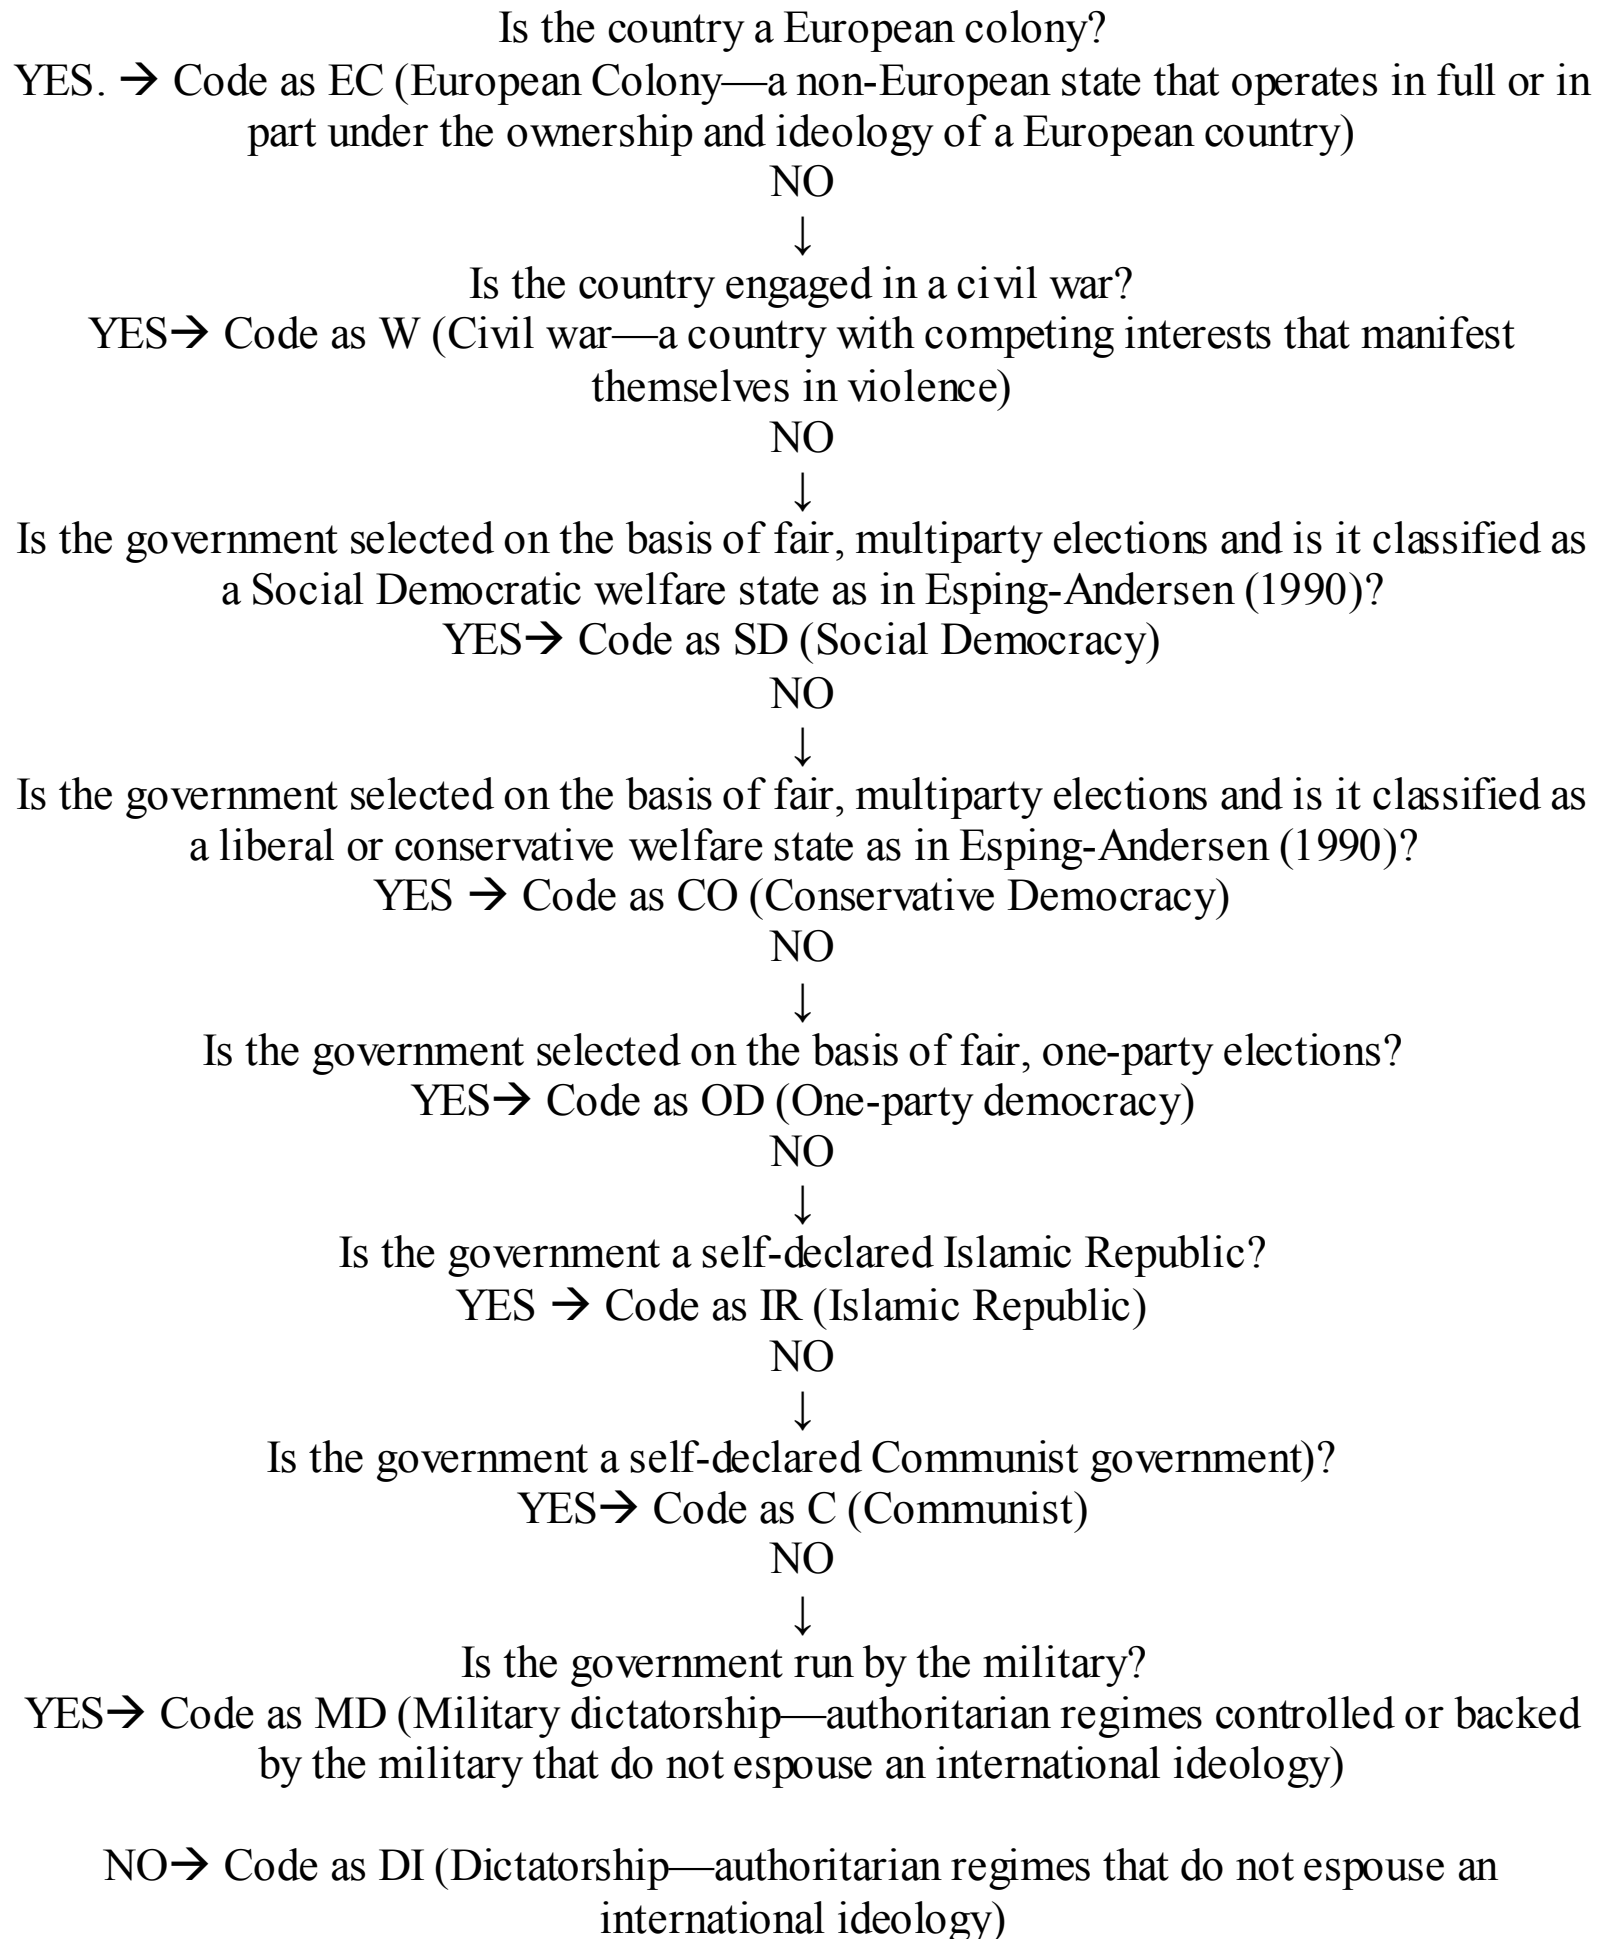 Is the country a European colony?
YES. → Code as EC (European Colony—a non-European state that operates in full or in
part under the ownership and ideology of a European country)
NO
↓
Is the country engaged in a civil war?
YES→ Code as W (Civil war—a country with competing interests that manifest
themselves in violence)
NO
↓
Is the government selected on the basis of fair, multiparty elections and is it classified as
a Social Democratic welfare state as in Esping-Andersen (1990)?
YES→ Code as SD (Social Democracy)
NO
↓
Is the government selected on the basis of fair, multiparty elections and is it classified as
a liberal or conservative welfare state as in Esping-Andersen (1990)?
YES → Code as CO (Conservative Democracy)
NO
↓
Is the government selected on the basis of fair, one-party elections?
YES→ Code as OD (One-party democracy)
NO
↓
Is the government a self-declared Islamic Republic?
YES → Code as IR (Islamic Republic)
NO
↓
Is the government a self-declared Communist government)?
YES→ Code as C (Communist)
NO
↓
Is the government run by the military?
YES→ Code as MD (Military dictatorship—authoritarian regimes controlled or backed
by the military that do not espouse an international ideology)
NO→ Code as DI (Dictatorship—authoritarian regimes that do not espouse an
international ideology)